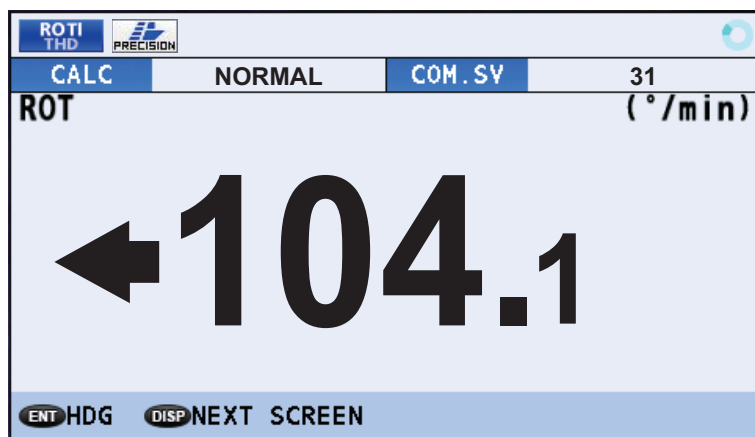 ROTI
THD
PRECISION
CALC NORMAL COM.SV 31
ROT (°/min)
104.1
ENT HDG DISP NEXT SCREEN